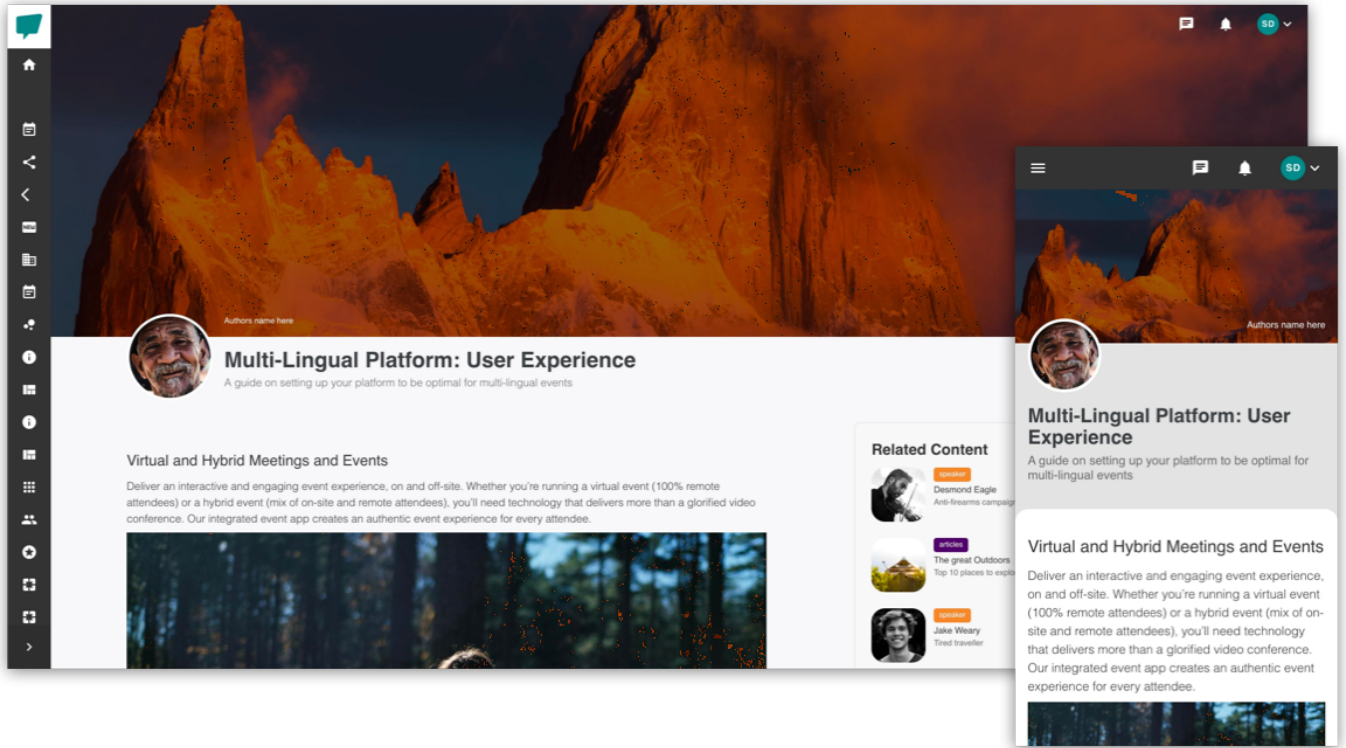 SD
NEW
Authors name here
Multi-Lingual Platform: User Experience
A guide on setting up your platform to be optimal for multi-lingual events
Virtual and Hybrid Meetings and Events
Deliver an interactive and engaging event experience, on and off-site. Whether you're running a virtual event (100% remote
attendees) or a hybrid event (mix of on-site and remote attendees), you'll need technology that delivers more than a glorified video
conference. Our integrated event app creates an authentic event experience for every attendee.
Related Content
speaker
Desmond Eagle
Anti-firearms campaign
articles
The great Outdoors
Top 10 places to explo
speaker
Jake Weary
Tired traveller
SD
Authors name here
Multi-Lingual Platform: User
Experience
A guide on setting up your platform to be optimal for
multi-lingual events
Virtual and Hybrid Meetings and Events
Deliver an interactive and engaging event experience,
on and off-site. Whether you're running a virtual event
(100% remote attendees) or a hybrid event (mix of on-
site and remote attendees), you'll need technology
that delivers more than a glorified video conference.
Our integrated event app creates an authentic event
experience for every attendee.